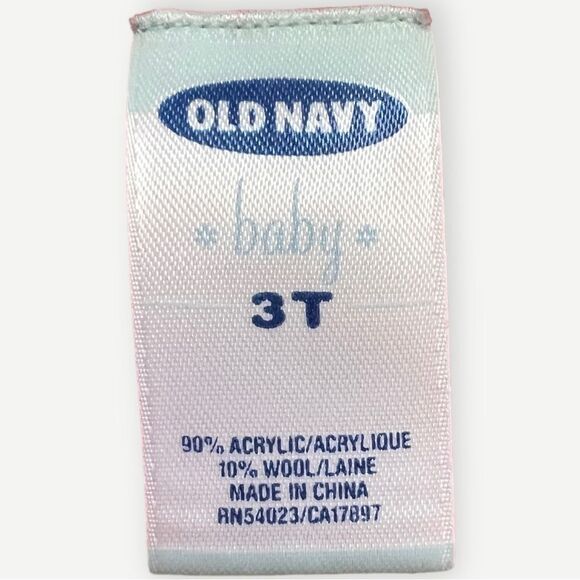 OLD NAVY
* baby *
3T
90% ACRYLIC/ACRYLIQUE
10% WOOL/LAINE
MADE IN CHINA
RN54023/CA17897